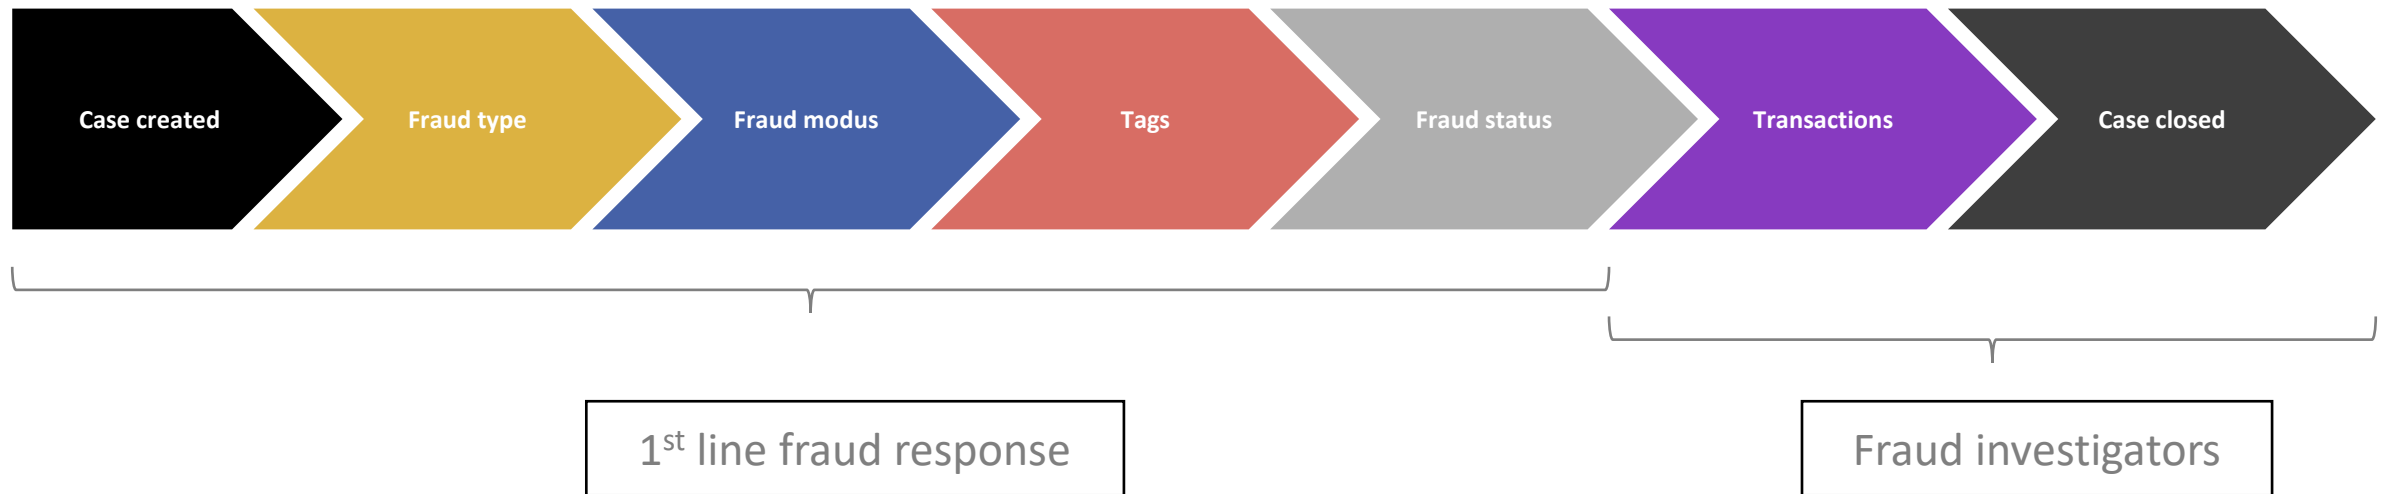 Case created
Fraud type
Fraud modus
Tags
Fraud status
Transactions
Case closed
1st line fraud response
Fraud investigators